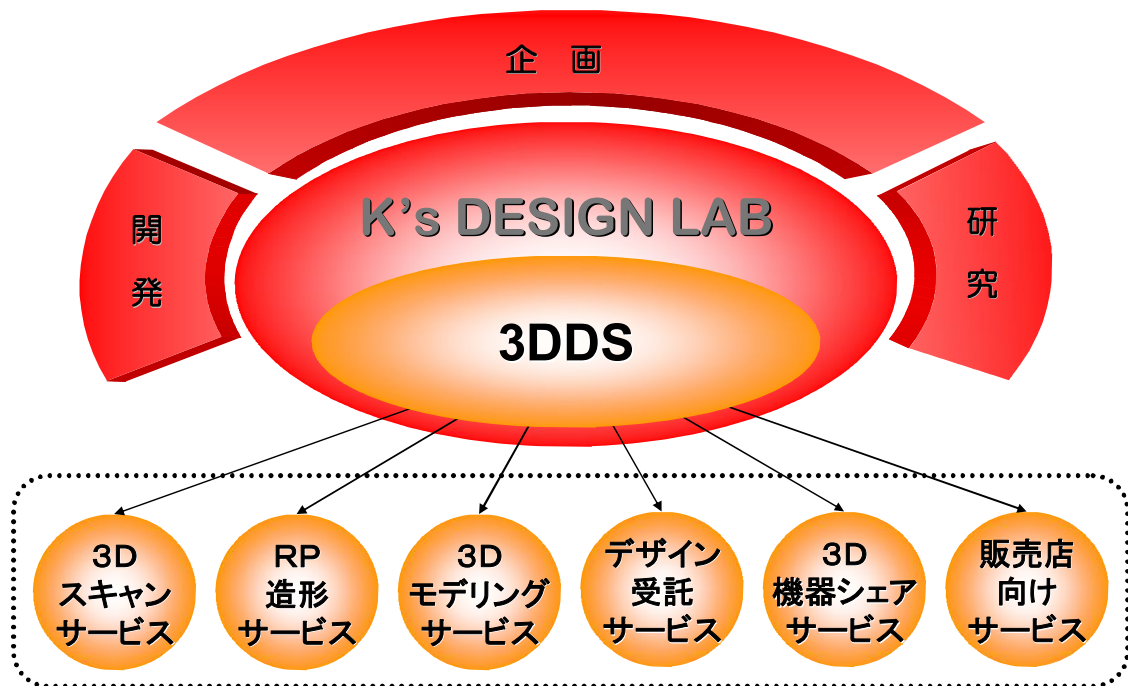 企 画
開
発
研
究
K's DESIGN LAB
3DDS
3D
スキャン
サービス
RP
造形
サービス
3D
モデリング
サービス
デザイン
受託
サービス
3D
機器シェア
サービス
販売店
向け
サービス